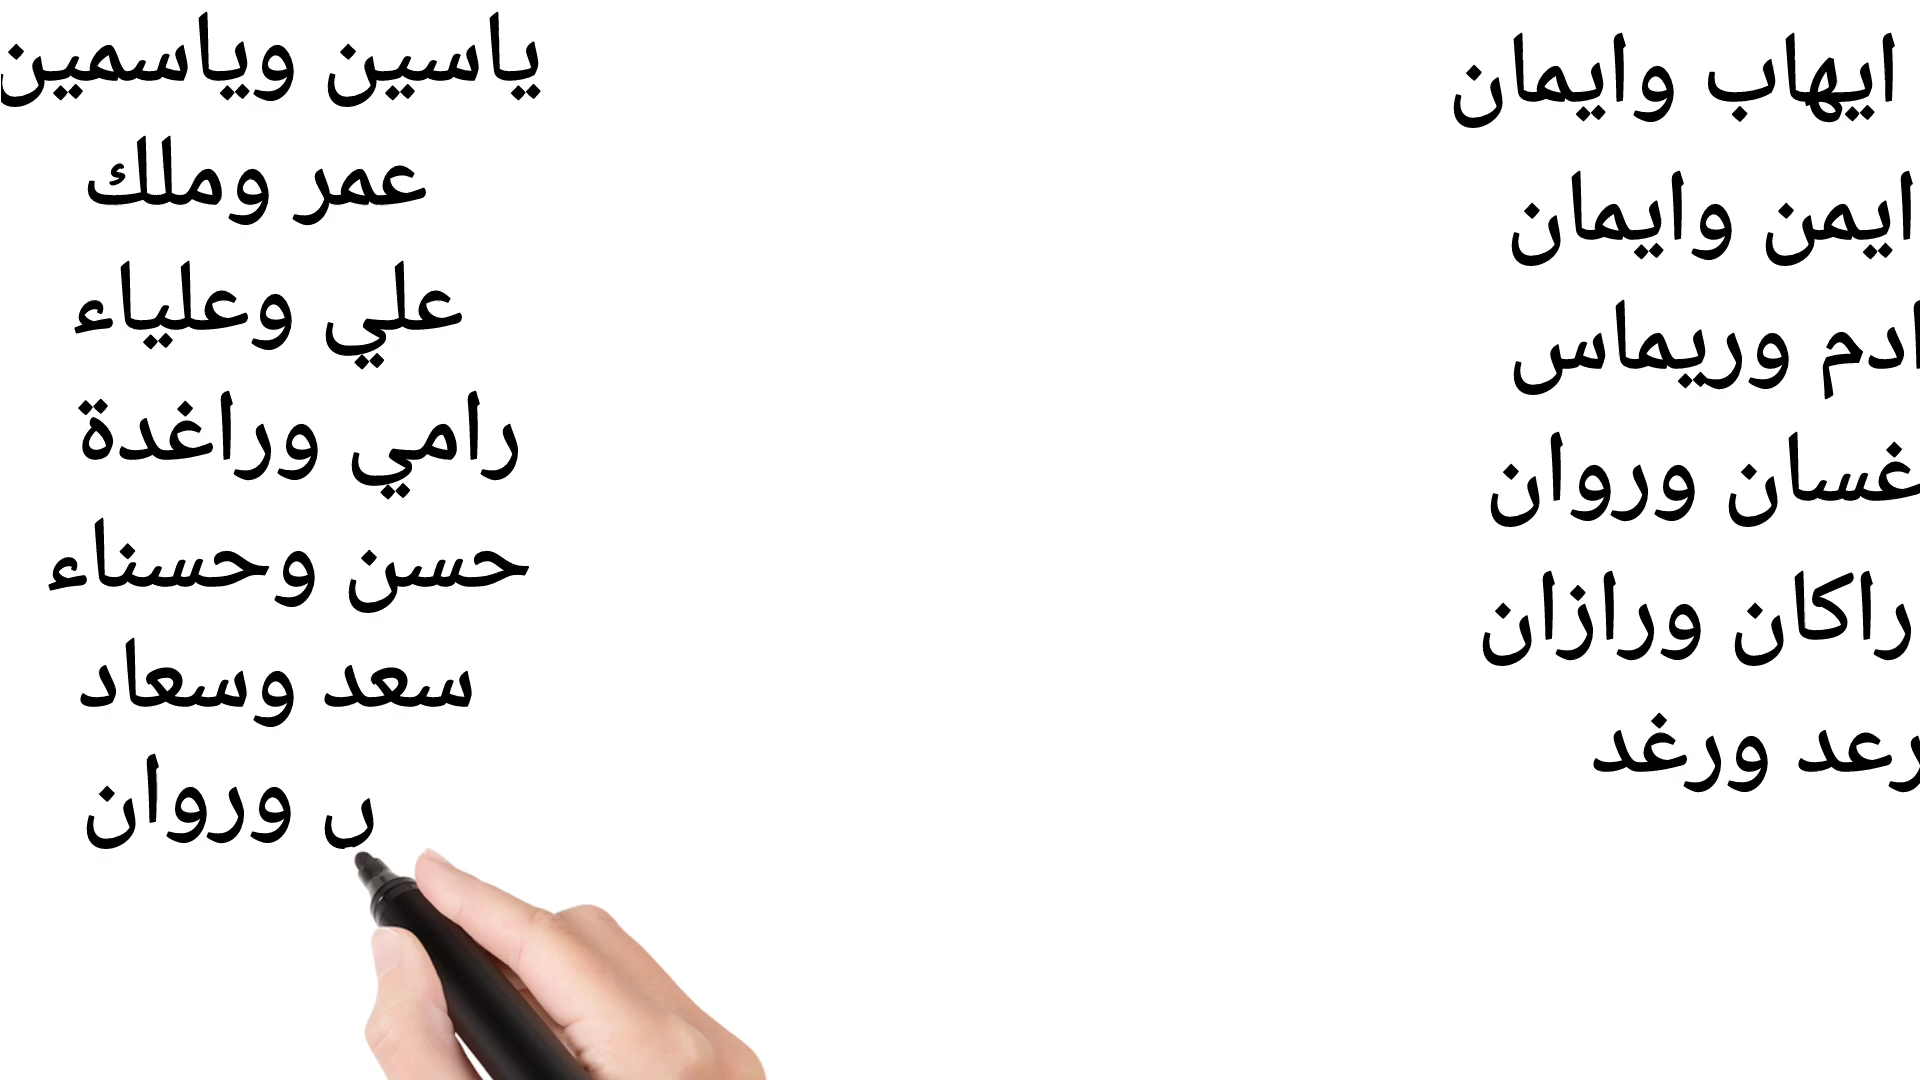 ايهاب وايمان
ايمن وايمان
ادم وريماس
غسان وروان
راكان ورازان
رعد ورغد
ياسين وياسمين
عمر وملك
علي وعلياء
رامي وراغدة
حسن وحسناء
سعد وسعاد
وروان